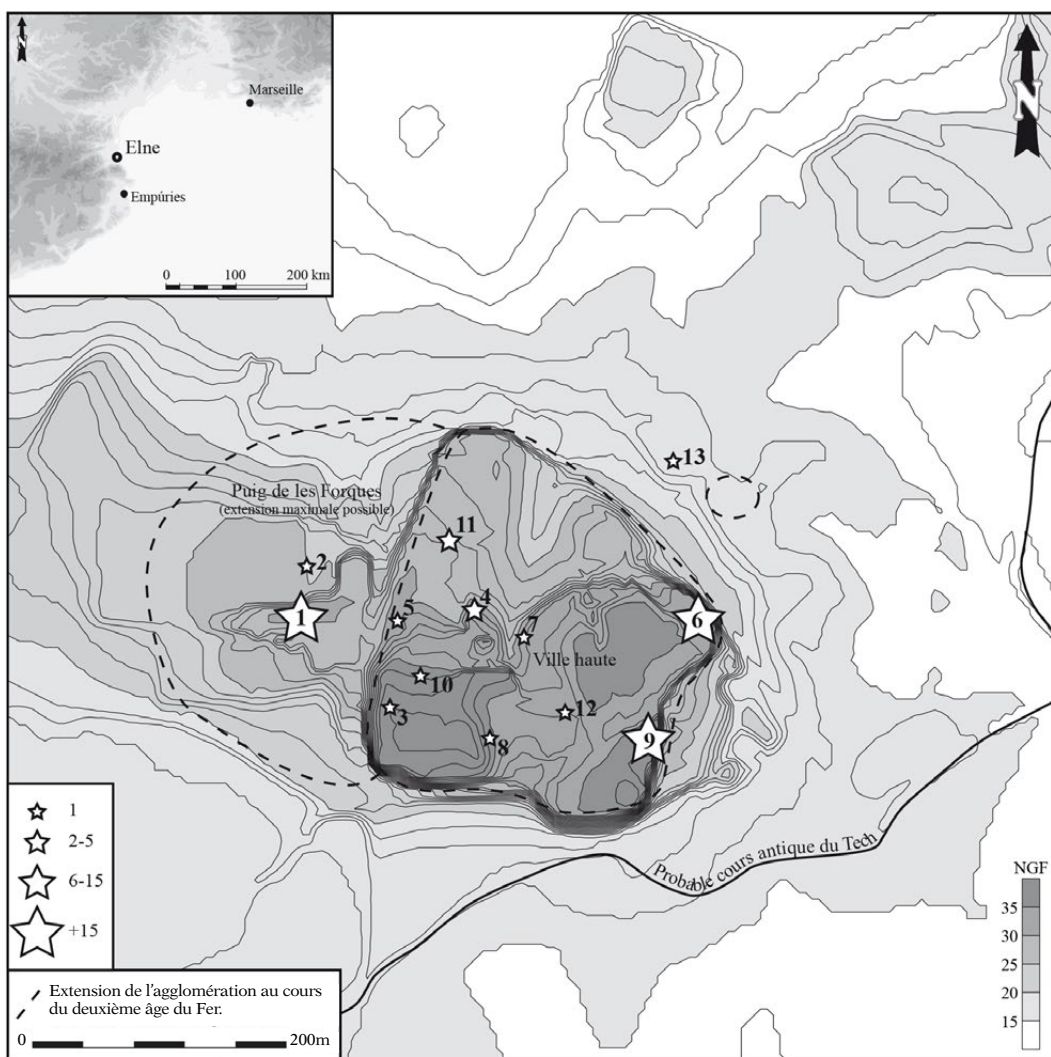 N
Marseille
Elne
Empúries
0 100 200 km
N
13
Puig de les Forques
(extension maximale possible)
11
2
4
1
5
6
7
Ville haute
10
3
12
8
9
1
2-5
6-15
+15
Probable cours antique du Tech
NGF
35
30
25
20
15
Extension de l'agglomération au cours
du deuxième âge du Fer.
0 200m